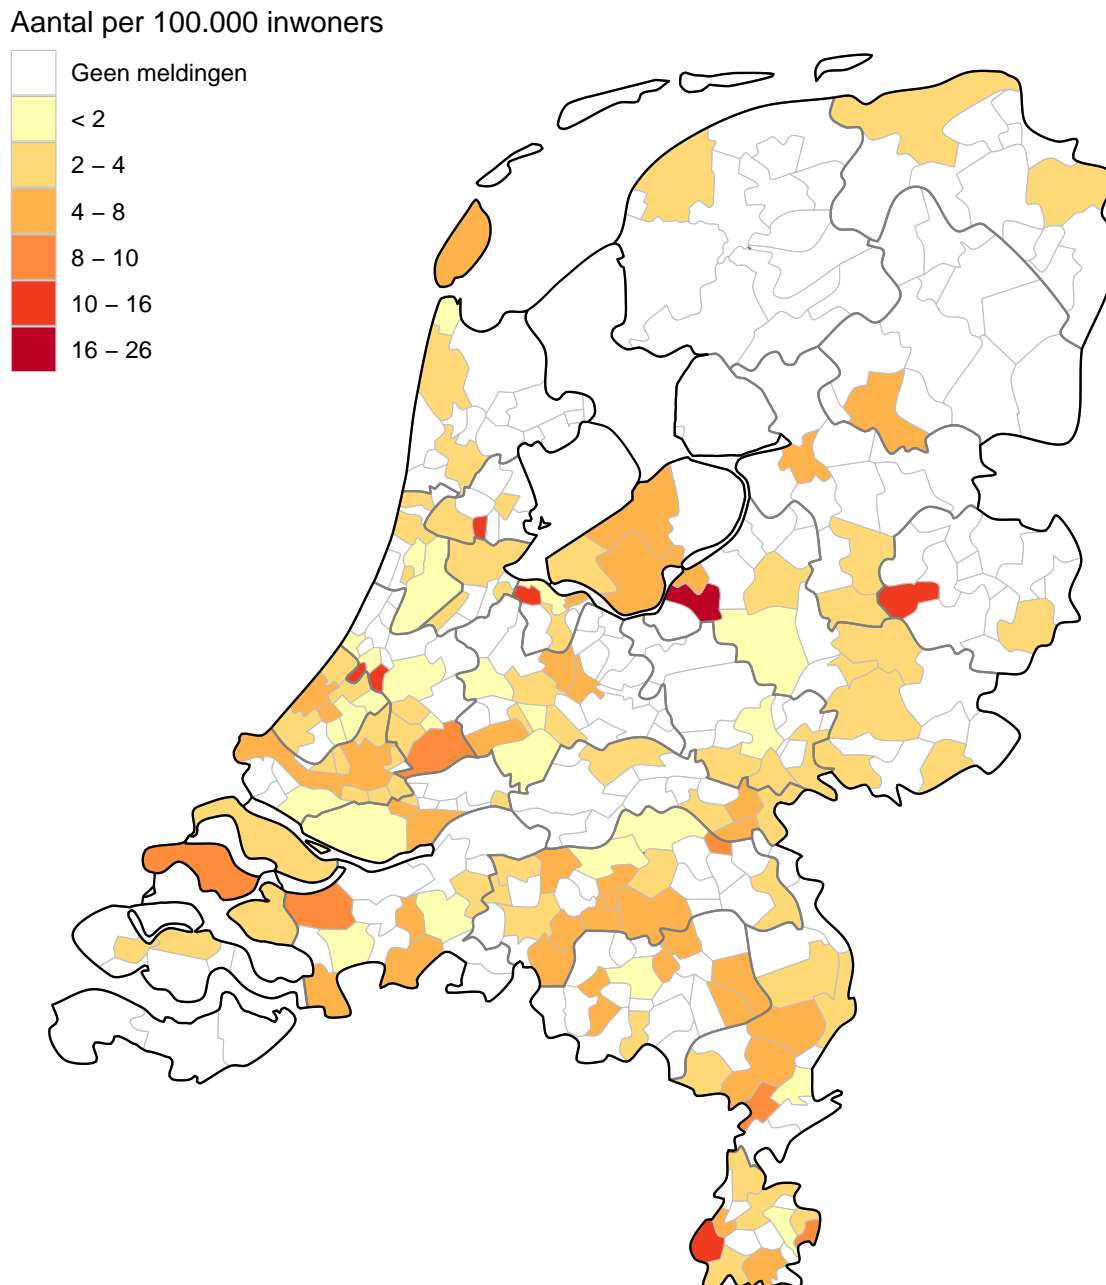 Aantal per 100.000 inwoners
Geen meldingen
< 2
2 – 4
4 – 8
8 – 10
10 – 16
16 – 26